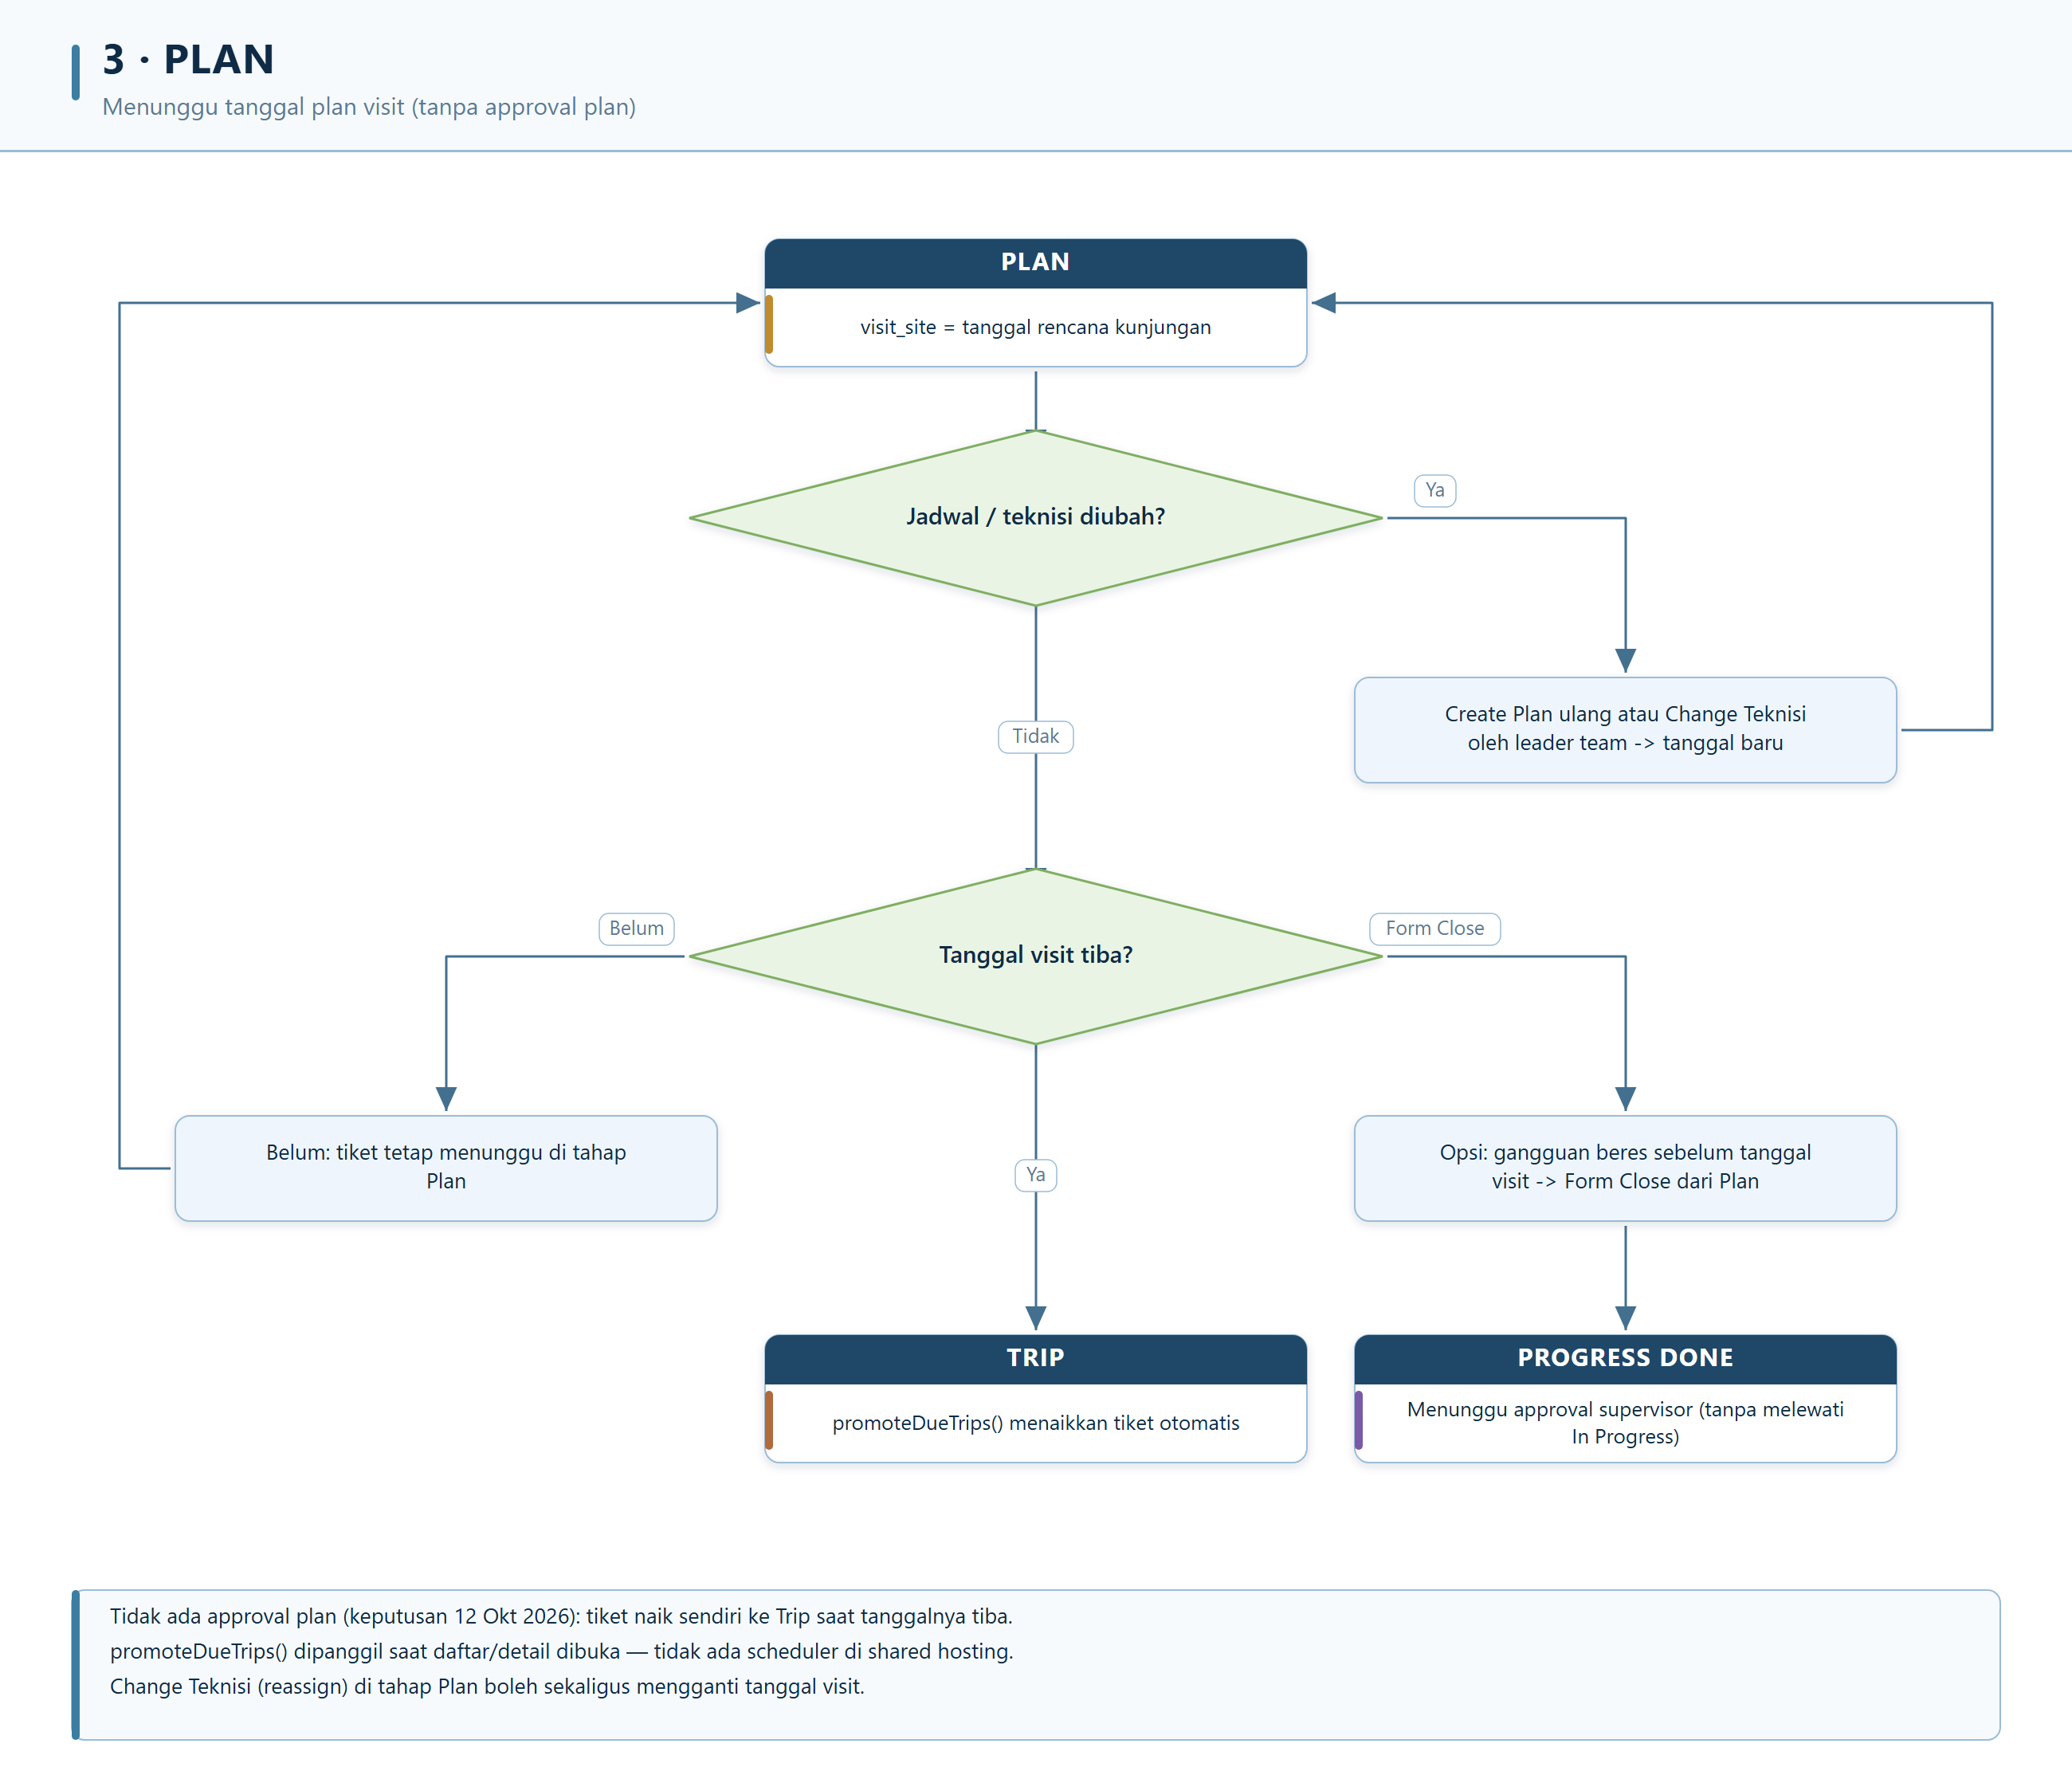 3 · PLAN
Menunggu tanggal plan visit (tanpa approval plan)
PLAN
visit_site = tanggal rencana kunjungan
Jadwal / teknisi diubah?
Ya
Create Plan ulang atau Change Teknisi
oleh leader team -> tanggal baru
Tidak
Belum
Tanggal visit tiba?
Form Close
Belum: tiket tetap menunggu di tahap
Plan
Ya
Opsi: gangguan beres sebelum tanggal
visit -> Form Close dari Plan
TRIP
promoteDueTrips() menaikkan tiket otomatis
PROGRESS DONE
Menunggu approval supervisor (tanpa melewati
In Progress)
Tidak ada approval plan (keputusan 12 Okt 2026): tiket naik sendiri ke Trip saat tanggalnya tiba.
promoteDueTrips() dipanggil saat daftar/detail dibuka — tidak ada scheduler di shared hosting.
Change Teknisi (reassign) di tahap Plan boleh sekaligus mengganti tanggal visit.